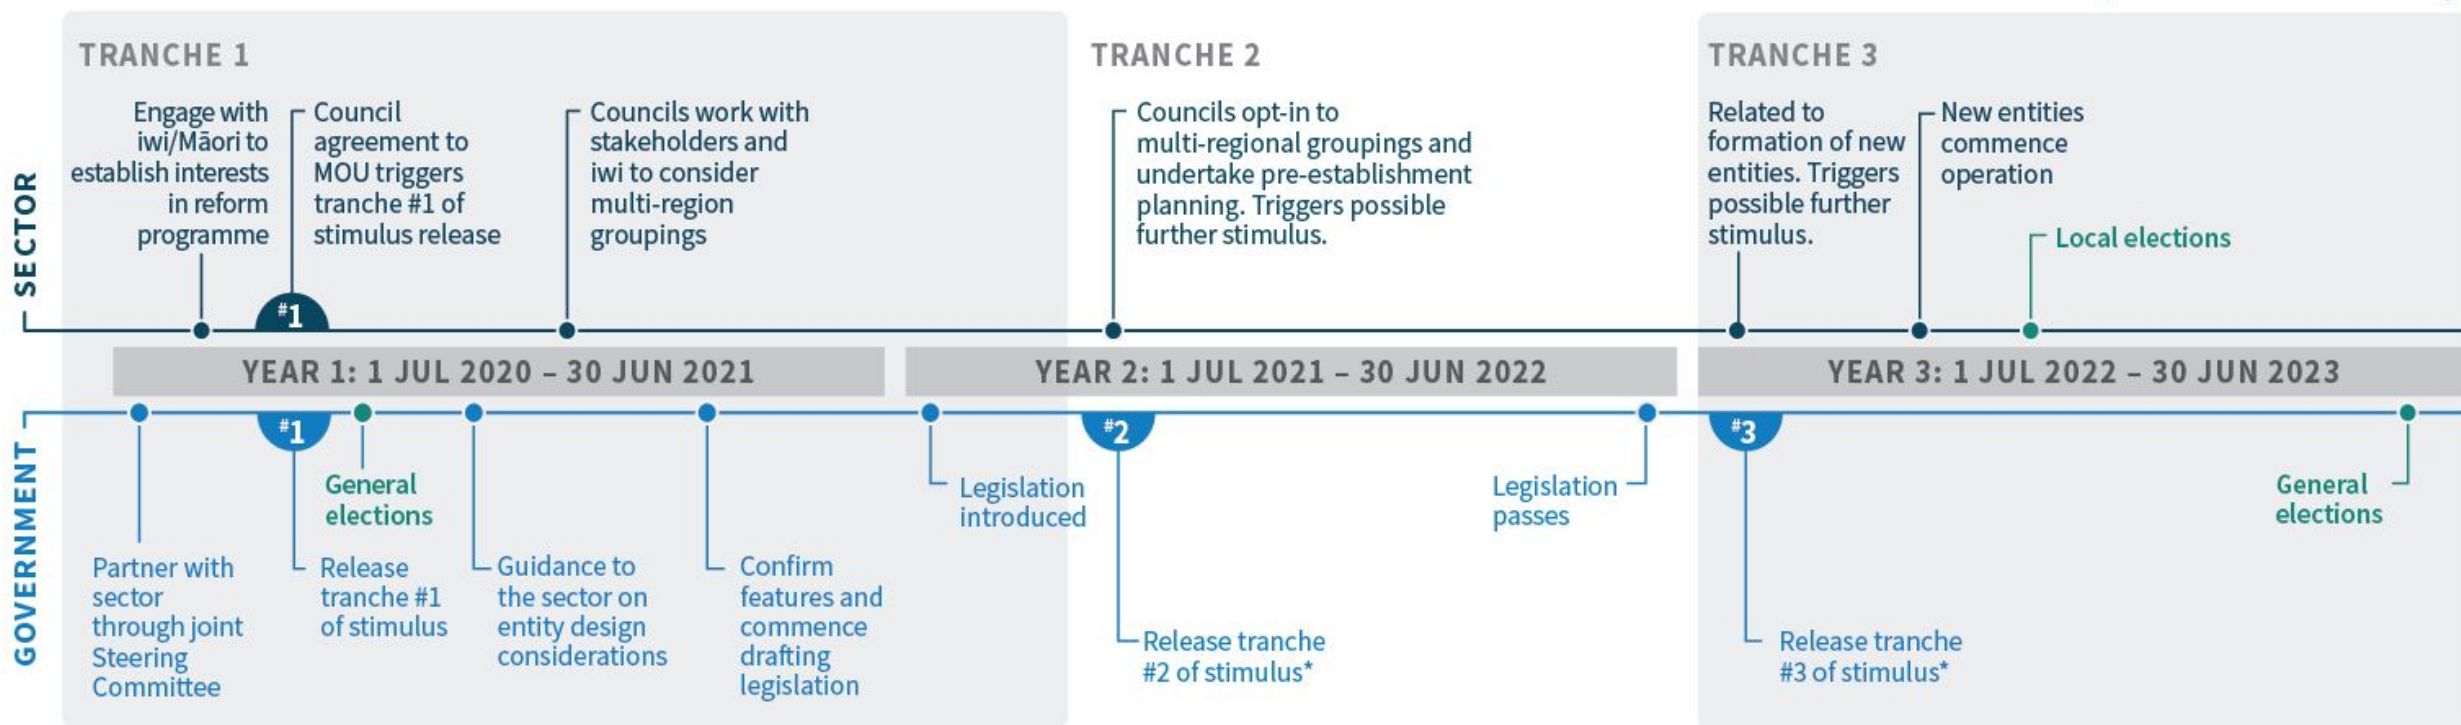 TRANCHE 1
TRANCHE 2
TRANCHE 3
SECTOR
Engage with
iwi/Māori to
establish interests
in reform
programme
Council
agreement to
MOU triggers
tranche #1 of
stimulus release
Councils work with
stakeholders and
iwi to consider
multi-region
groupings
Councils opt-in to
multi-regional groupings and
undertake pre-establishment
planning. Triggers possible
further stimulus.
Related to
formation of new
entities. Triggers
possible further
stimulus.
New entities
commence
operation
Local elections
#1
YEAR 1: 1 JUL 2020 – 30 JUN 2021
YEAR 2: 1 JUL 2021 – 30 JUN 2022
YEAR 3: 1 JUL 2022 – 30 JUN 2023
GOVERNMENT
#1
#2
#3
Partner with
sector
through joint
Steering
Committee
Release
tranche #1
of stimulus
General
elections
Guidance to
the sector on
entity design
considerations
Confirm
features and
commence
drafting
legislation
Legislation
introduced
Release tranche
#2 of stimulus*
Legislation
passes
Release tranche
#3 of stimulus*
General
elections